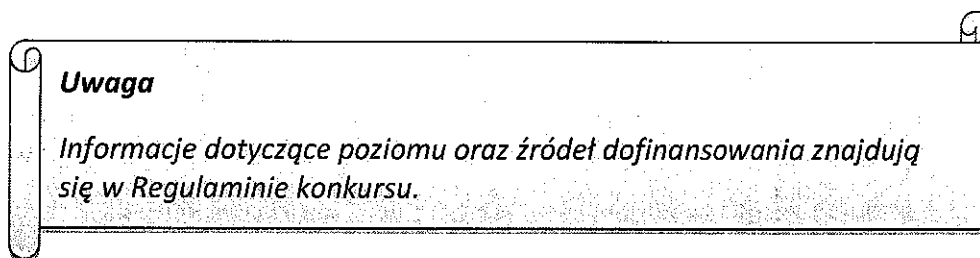 Uwaga
Informacje dotyczące poziomu oraz źródeł dofinansowania znajdują
się w Regulaminie konkursu.